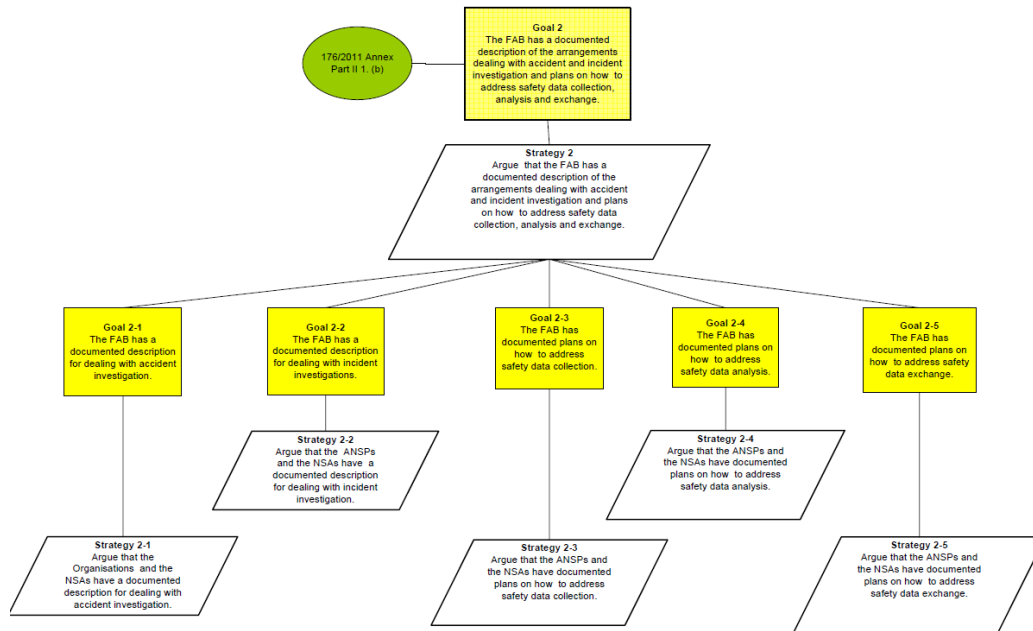 Goal 2
The FAB has a documented
description of the arrangements
dealing with accident and incident
investigation and plans on how to
address safety data collection,
analysis and exchange.
176/2011 Annex
Part II 1. (b)
Strategy 2
Argue that the FAB has a
documented description of the
arrangements dealing with accident
and incident investigation and plans
on how to address safety data
collection, analysis and exchange.
Goal 2-1
The FAB has a
documented description
for dealing with accident
investigation.
Goal 2-2
The FAB has a
documented description
for dealing with incident
investigations.
Goal 2-3
The FAB has
documented plans on
how to address
safety data collection.
Goal 2-4
The FAB has
documented plans on
how to address
safety data analysis.
Goal 2-5
The FAB has
documented plans on
how to address safety
data exchange.
Strategy 2-2
Argue that the ANSPs
and the NSAs have a
documented description
for dealing with incident
investigation.
Strategy 2-4
Argue that the ANSPs and
the NSAs have documented
plans on how to address
safety data analysis.
Strategy 2-1
Argue that the
Organisations and the
NSAs have a documented
description for dealing with
accident investigation.
Strategy 2-3
Argue that the ANSPs and
the NSAs have documented
plans on how to address
safety data collection.
Strategy 2-5
Argue that the ANSPs and
the NSAs have documented
plans on how to address
safety data exchange.